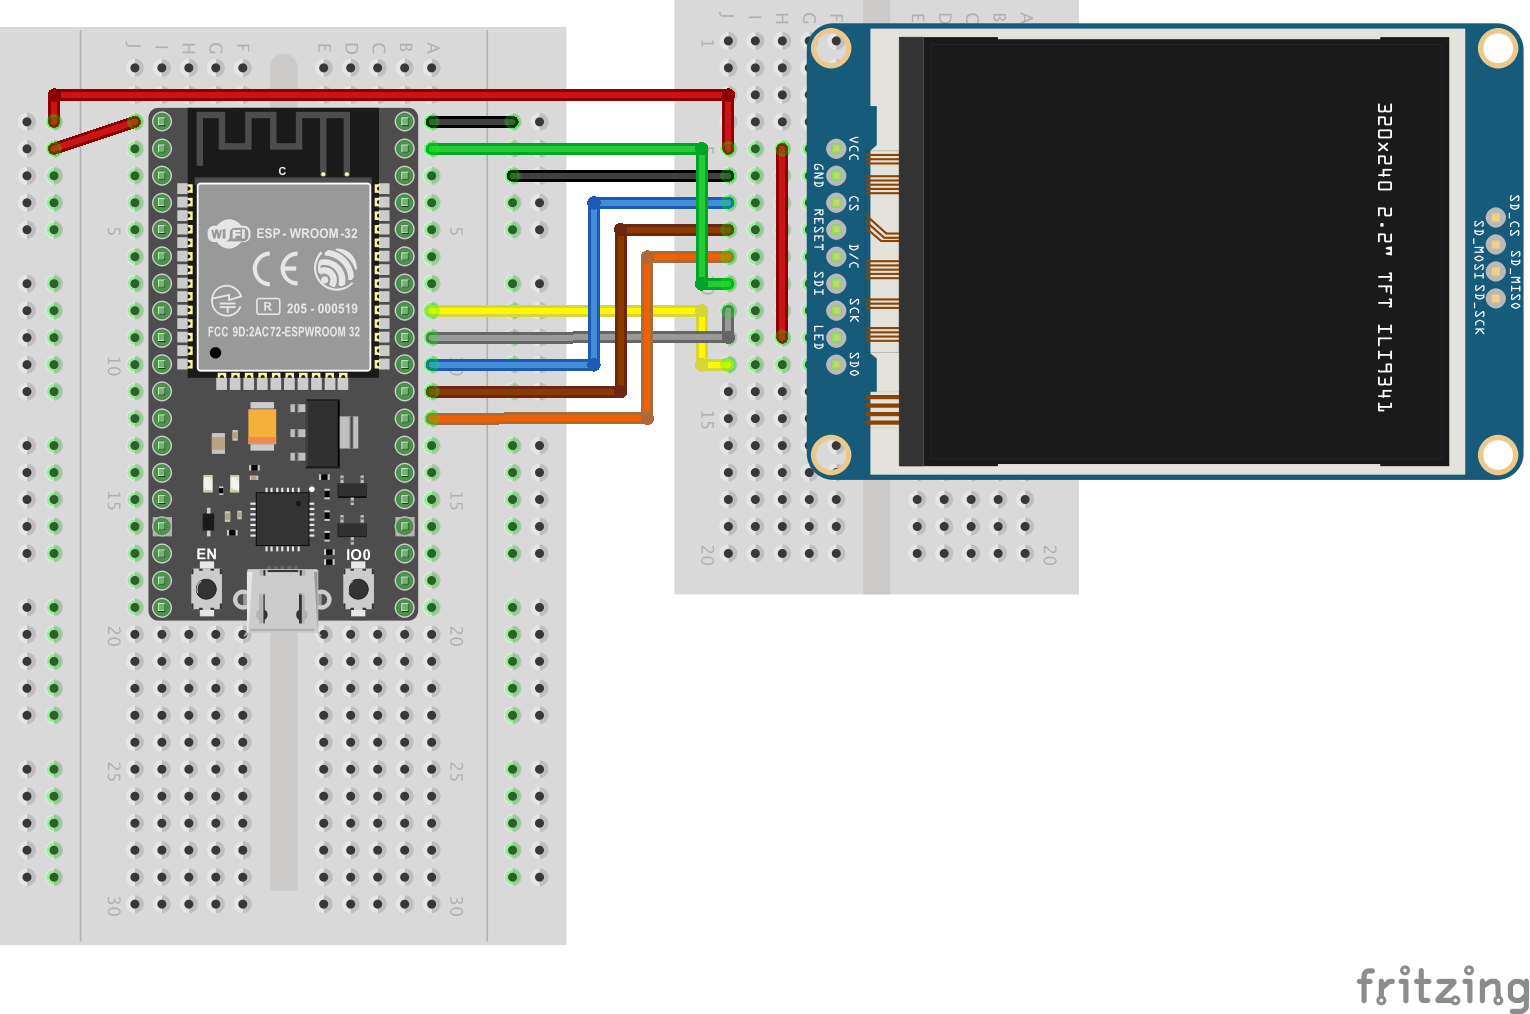 J I H G F E D C B A
J I H G F E D C B A
1
C
WiFi ESP-WROOM-32
CE
R 205-000519
FCC 9D:2AC72-ESPWROOM 32
EN
IO0
5
10
15
20
25
30
5
15
20
25
30
15
20
20
VCC
GND
CS
RESET
D/C
SDI
SCK
LED
SDO
320x240 2.2" TFT ILI9341
SD_CS
SD_MOSI
SD_MISO
SD_SCK
fritzing